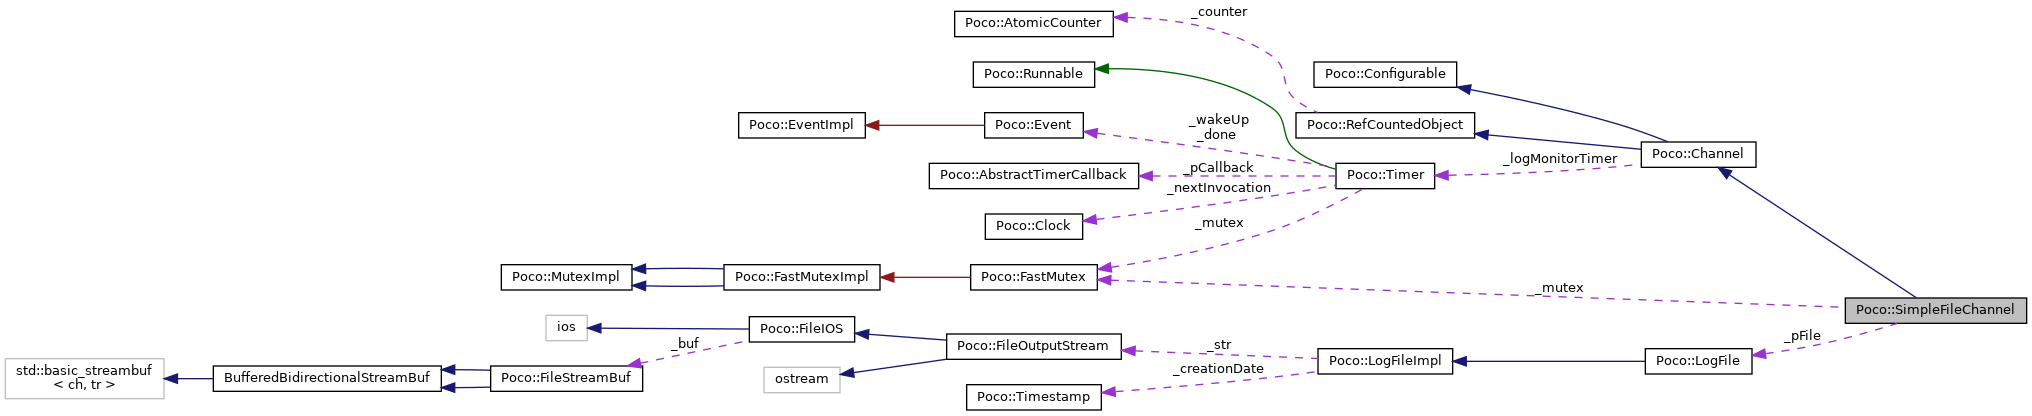 _counter
Poco::AtomicCounter
Poco::Runnable
Poco::Configurable
_wakeUp
_done
Poco::EventImpl
Poco::Event
Poco::RefCountedObject
_logMonitorTimer
Poco::Channel
_pCallback
Poco::AbstractTimerCallback
Poco::Timer
_nextInvocation
Poco::Clock
_mutex
Poco::MutexImpl
Poco::FastMutexImpl
Poco::FastMutex
_mutex
Poco::SimpleFileChannel
ios
Poco::FileIOS
_pFile
_buf
Poco::FileOutputStream
_str
Poco::LogFileImpl
Poco::LogFile
std::basic_streambuf
< ch, tr >
BufferedBidirectionalStreamBuf
Poco::FileStreamBuf
ostream
_creationDate
Poco::Timestamp